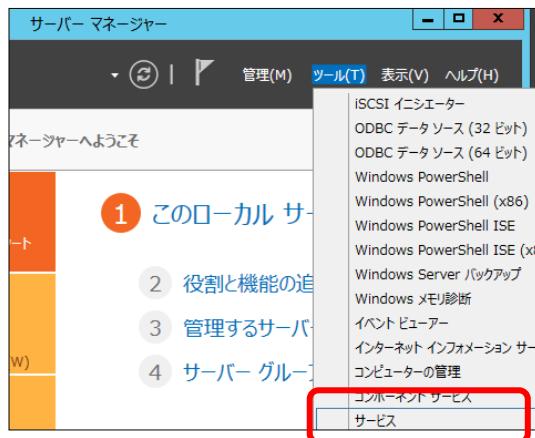 サーバー マネージャー
管理(M) ツール(T) 表示(V) ヘルプ(H)
マネージャーへようこそ
1 このローカル サー
ート
2 役割と機能の追
3 管理するサーバー
4 サーバー グルー
W)
iSCSI イニシエーター
ODBC データ ソース (32 ビット)
ODBC データ ソース (64 ビット)
Windows PowerShell
Windows PowerShell (x86)
Windows PowerShell ISE
Windows PowerShell ISE (x8
Windows Server バックアップ
Windows メモリ診断
イベント ビューアー
インターネット インフォメーション サー
コンピューターの管理
コンポーネント サービス
サービス